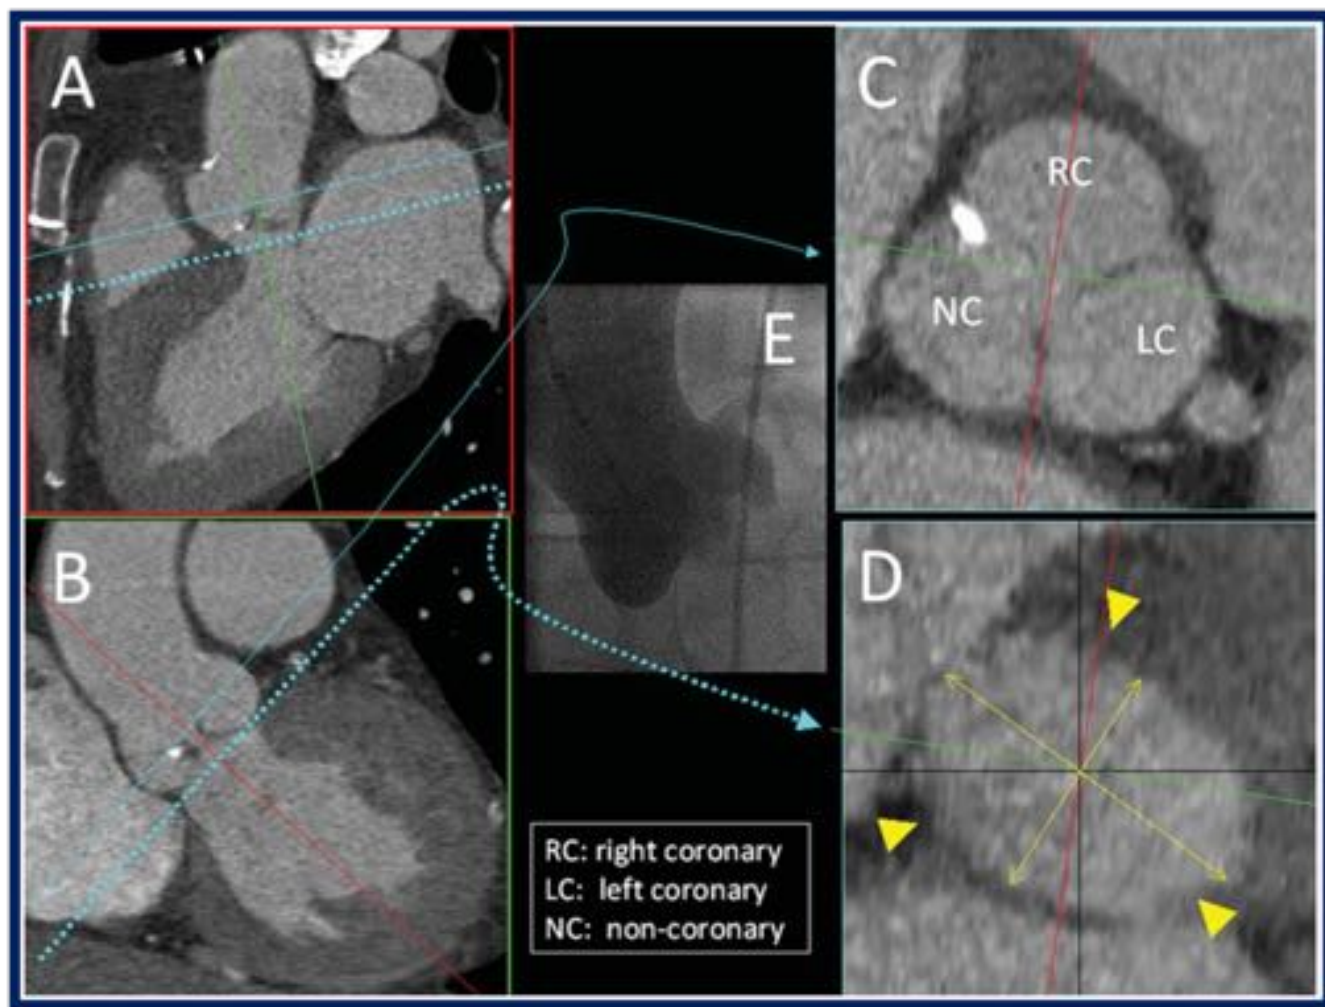 A
B
C
RC
NC
LC
D
E
RC: right coronary
LC: left coronary
NC: non-coronary